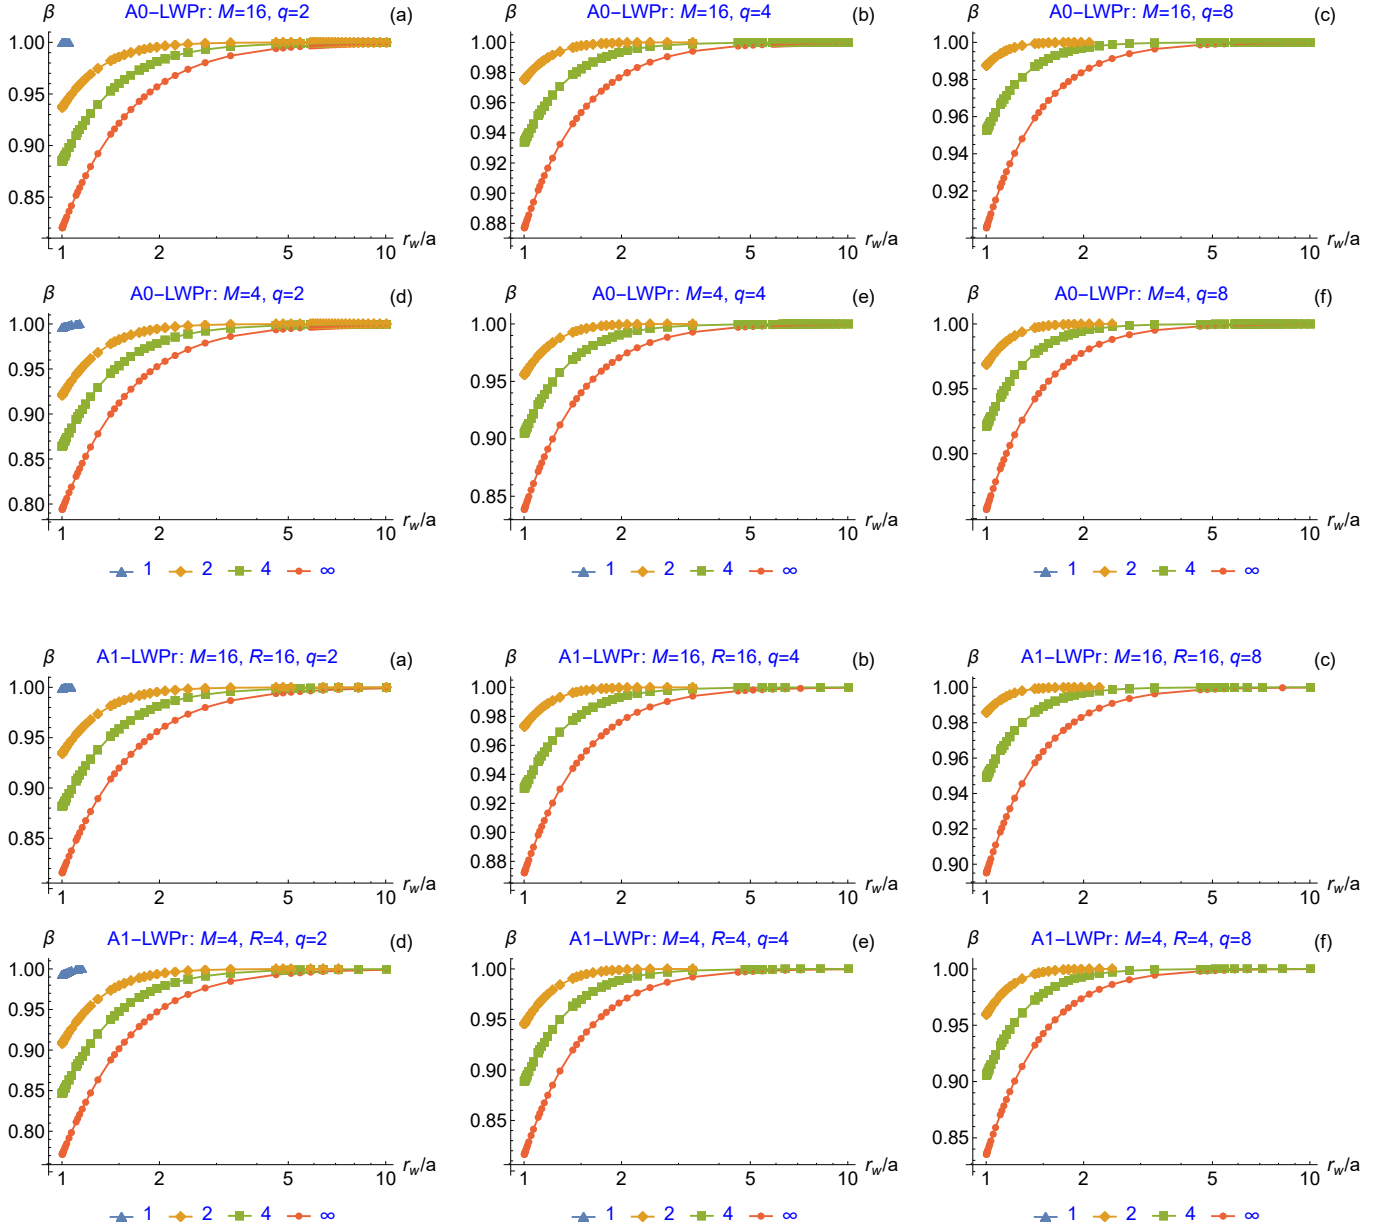 β A0−LWPr: M=16, q=2 (a)
1.00
0.95
0.90
0.85
1 2 5 10 r_w/a
β A0−LWPr: M=16, q=4 (b)
1.00
0.98
0.96
0.94
0.92
0.90
0.88
1 2 5 10 r_w/a
β A0−LWPr: M=16, q=8 (c)
1.00
0.98
0.96
0.94
0.92
1 2 5 10 r_w/a
β A0−LWPr: M=4, q=2 (d)
1.00
0.95
0.90
0.85
0.80
1 2 5 10 r_w/a
1 2 4 ∞
β A0−LWPr: M=4, q=4 (e)
1.00
0.95
0.90
0.85
1 2 5 10 r_w/a
1 2 4 ∞
β A0−LWPr: M=4, q=8 (f)
1.00
0.95
0.90
1 2 5 10 r_w/a
1 2 4 ∞
β A1−LWPr: M=16, R=16, q=2 (a)
1.00
0.95
0.90
0.85
1 2 5 10 r_w/a
β A1−LWPr: M=16, R=16, q=4 (b)
1.00
0.98
0.96
0.94
0.92
0.90
0.88
1 2 5 10 r_w/a
β A1−LWPr: M=16, R=16, q=8 (c)
1.00
0.98
0.96
0.94
0.92
0.90
1 2 5 10 r_w/a
β A1−LWPr: M=4, R=4, q=2 (d)
1.00
0.95
0.90
0.85
0.80
1 2 5 10 r_w/a
1 2 4 ∞
β A1−LWPr: M=4, R=4, q=4 (e)
1.00
0.95
0.90
0.85
1 2 5 10 r_w/a
1 2 4 ∞
β A1−LWPr: M=4, R=4, q=8 (f)
1.00
0.95
0.90
0.85
1 2 5 10 r_w/a
1 2 4 ∞